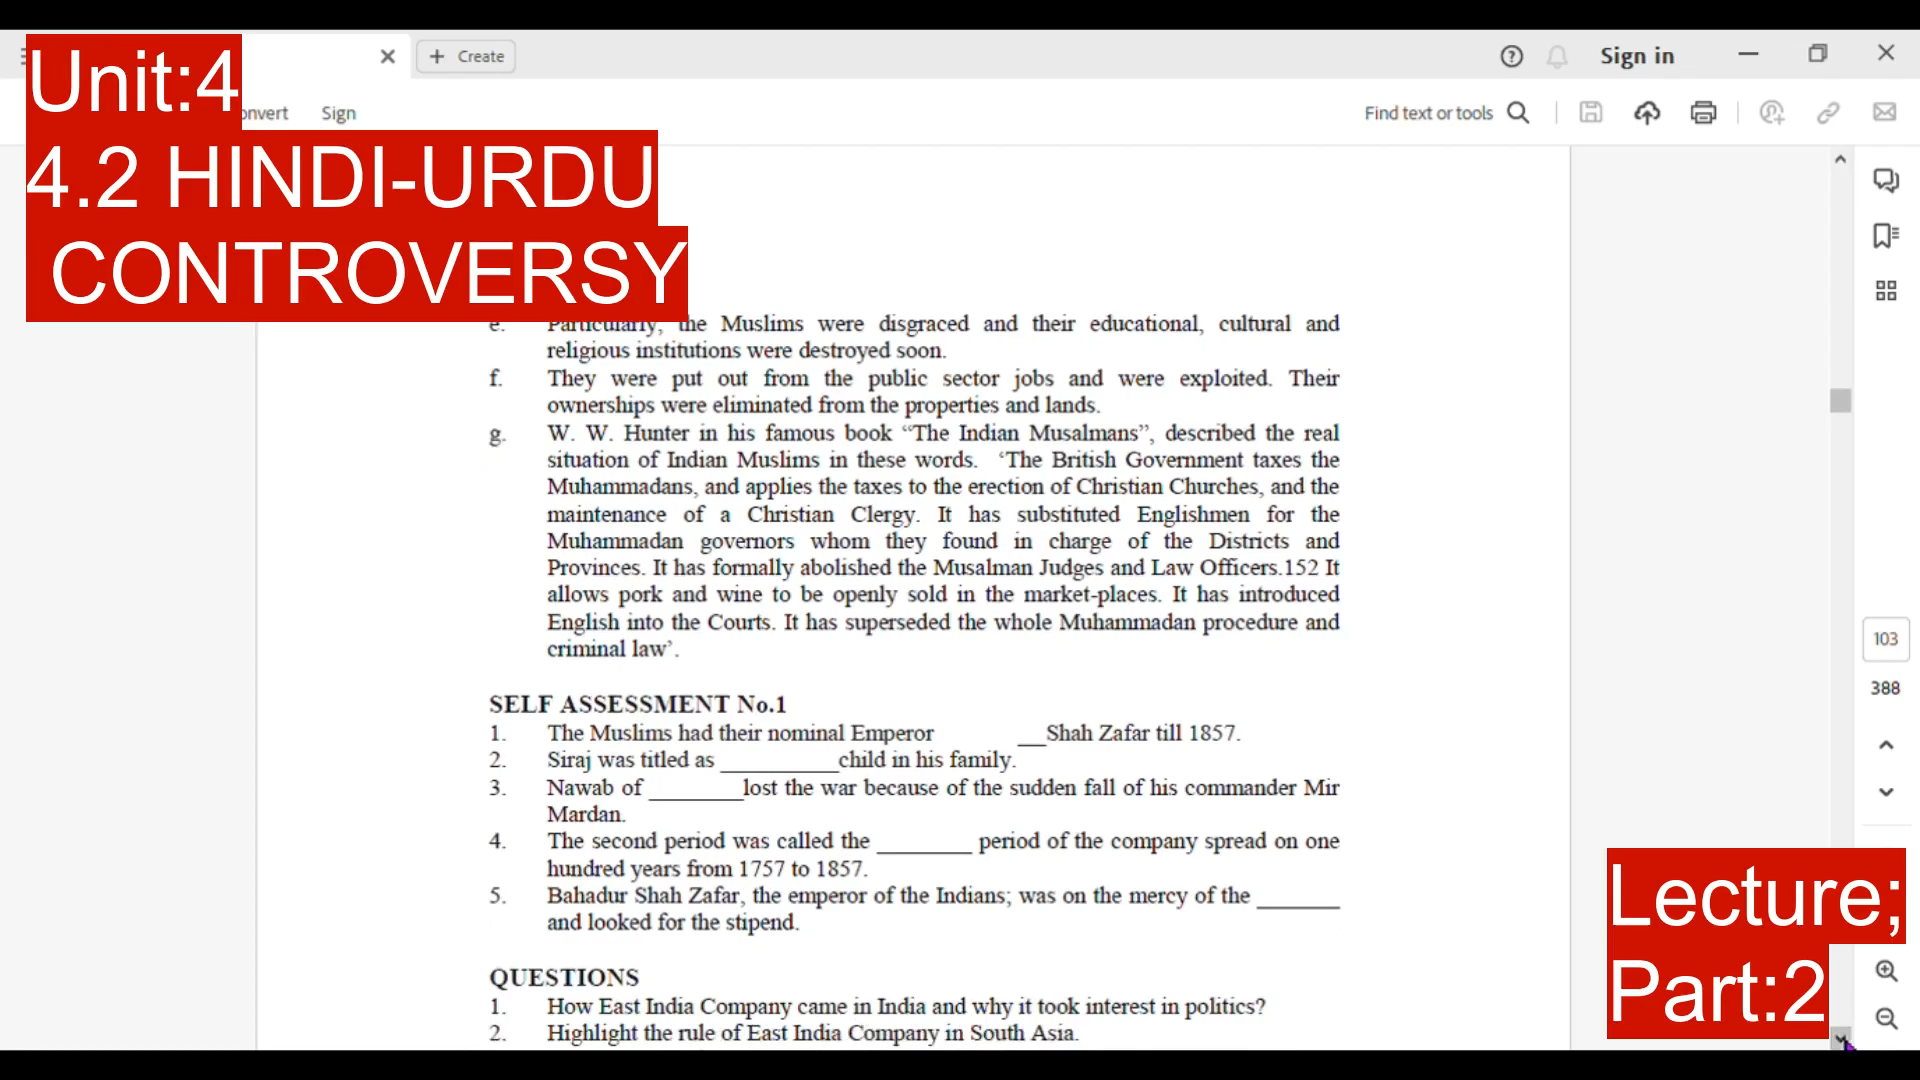 Unit:4
4.2 HINDI-URDU
CONTROVERSY
Create
Sign in
Sign
Find text or tools
e. Particularly, the Muslims were disgraced and their educational, cultural and
religious institutions were destroyed soon.
f. They were put out from the public sector jobs and were exploited. Their
ownerships were eliminated from the properties and lands.
g. W. W. Hunter in his famous book “The Indian Musalmans”, described the real
situation of Indian Muslims in these words. ‘The British Government taxes the
Muhammadans, and applies the taxes to the erection of Christian Churches, and the
maintenance of a Christian Clergy. It has substituted Englishmen for the
Muhammadan governors whom they found in charge of the Districts and
Provinces. It has formally abolished the Musalman Judges and Law Officers.152 It
allows pork and wine to be openly sold in the market-places. It has introduced
English into the Courts. It has superseded the whole Muhammadan procedure and
criminal law’.
SELF ASSESSMENT No.1
1. The Muslims had their nominal Emperor __Shah Zafar till 1857.
2. Siraj was titled as __________child in his family.
3. Nawab of ________lost the war because of the sudden fall of his commander Mir
Mardan.
4. The second period was called the ________ period of the company spread on one
hundred years from 1757 to 1857.
5. Bahadur Shah Zafar, the emperor of the Indians; was on the mercy of the _______
and looked for the stipend.
QUESTIONS
1. How East India Company came in India and why it took interest in politics?
2. Highlight the rule of East India Company in South Asia.
103
388
Lecture;
Part:2